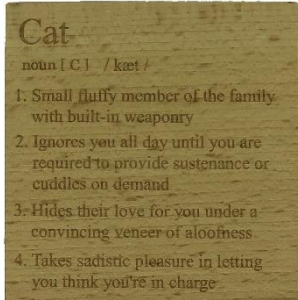 Cat
noun [ C ] / kæt /
1. Small fluffy member of the family
with built-in weaponry
2. Ignores you all day until you are
required to provide sustenance or
cuddles on demand
3. Hides their love for you under a
convincing veneer of aloofness
4. Takes sadistic pleasure in letting
you think you're in charge